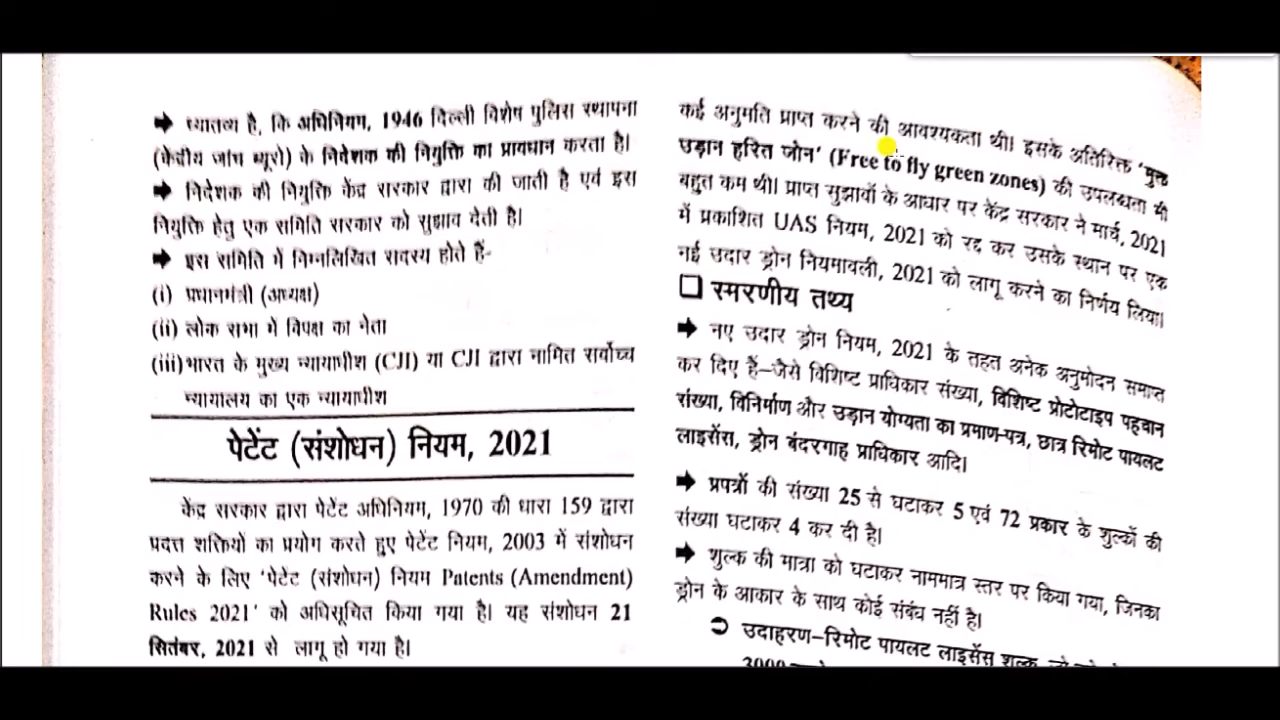 ➡ ध्यातव्य है, कि अधिनियम, 1946 दिल्ली विशेष पुलिस स्थापना
(केंद्रीय जांच ब्यूरो) के निदेशक की नियुक्ति का प्रावधान करता है।
➡ निदेशक की नियुक्ति केंद्र सरकार द्वारा की जाती है एवं इस
नियुक्ति हेतु एक समिति सरकार को सुझाव देती है।
➡ इस समिति में निम्नलिखित सदस्य होते हैं-
(i) प्रधानमंत्री (अध्यक्ष)
(ii) लोक सभा में विपक्ष का नेता
(iii) भारत के मुख्य न्यायाधीश (CJI) या CJI द्वारा नामित सर्वोच्च
न्यायालय का एक न्यायाधीश
पेटेंट (संशोधन) नियम, 2021
केंद्र सरकार द्वारा पेटेंट अधिनियम, 1970 की धारा 159 द्वारा
प्रदत्त शक्तियों का प्रयोग करते हुए पेटेंट नियम, 2003 में संशोधन
करने के लिए 'पेटेंट (संशोधन) नियम Patents (Amendment)
Rules 2021' को अधिसूचित किया गया है। यह संशोधन 21
सितंबर, 2021 से लागू हो गया है।
कई अनुमति प्राप्त करने की आवश्यकता थी। इसके अतिरिक्त 'मुक्त
उड़ान हरित जोन' (Free to fly green zones) की उपलब्धता भी
बहुत कम थी। प्राप्त सुझावों के आधार पर केंद्र सरकार ने मार्च, 2021
में प्रकाशित UAS नियम, 2021 को रद्द कर उसके स्थान पर एक
नई उदार ड्रोन नियमावली, 2021 को लागू करने का निर्णय लिया।
❑ स्मरणीय तथ्य
➡ नए उदार ड्रोन नियम, 2021 के तहत अनेक अनुमोदन समाप्त
कर दिए हैं–जैसे विशिष्ट प्राधिकार संख्या, विशिष्ट प्रोटोटाइप पहचान
संख्या, विनिर्माण और उड़ान योग्यता का प्रमाण-पत्र, छात्र रिमोट पायलट
लाइसेंस, ड्रोन बंदरगाह प्राधिकार आदि।
➡ प्रपत्रों की संख्या 25 से घटाकर 5 एवं 72 प्रकार के शुल्कों की
संख्या घटाकर 4 कर दी है।
➡ शुल्क की मात्रा को घटाकर नाममात्र स्तर पर किया गया, जिनका
ड्रोन के आकार के साथ कोई संबंध नहीं है।
➲ उदाहरण–रिमोट पायलट लाइसेंस शुल्क,
3000